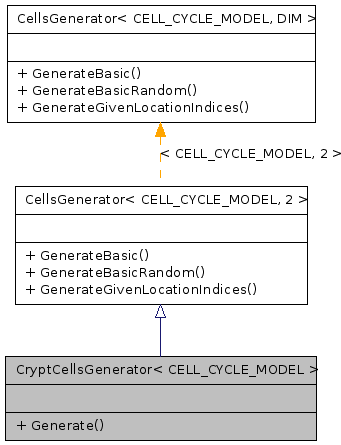 CellsGenerator< CELL_CYCLE_MODEL, DIM >
+ GenerateBasic()
+ GenerateBasicRandom()
+ GenerateGivenLocationIndices()
< CELL_CYCLE_MODEL, 2 >
CellsGenerator< CELL_CYCLE_MODEL, 2 >
+ GenerateBasic()
+ GenerateBasicRandom()
+ GenerateGivenLocationIndices()
CryptCellsGenerator< CELL_CYCLE_MODEL >
+ Generate()